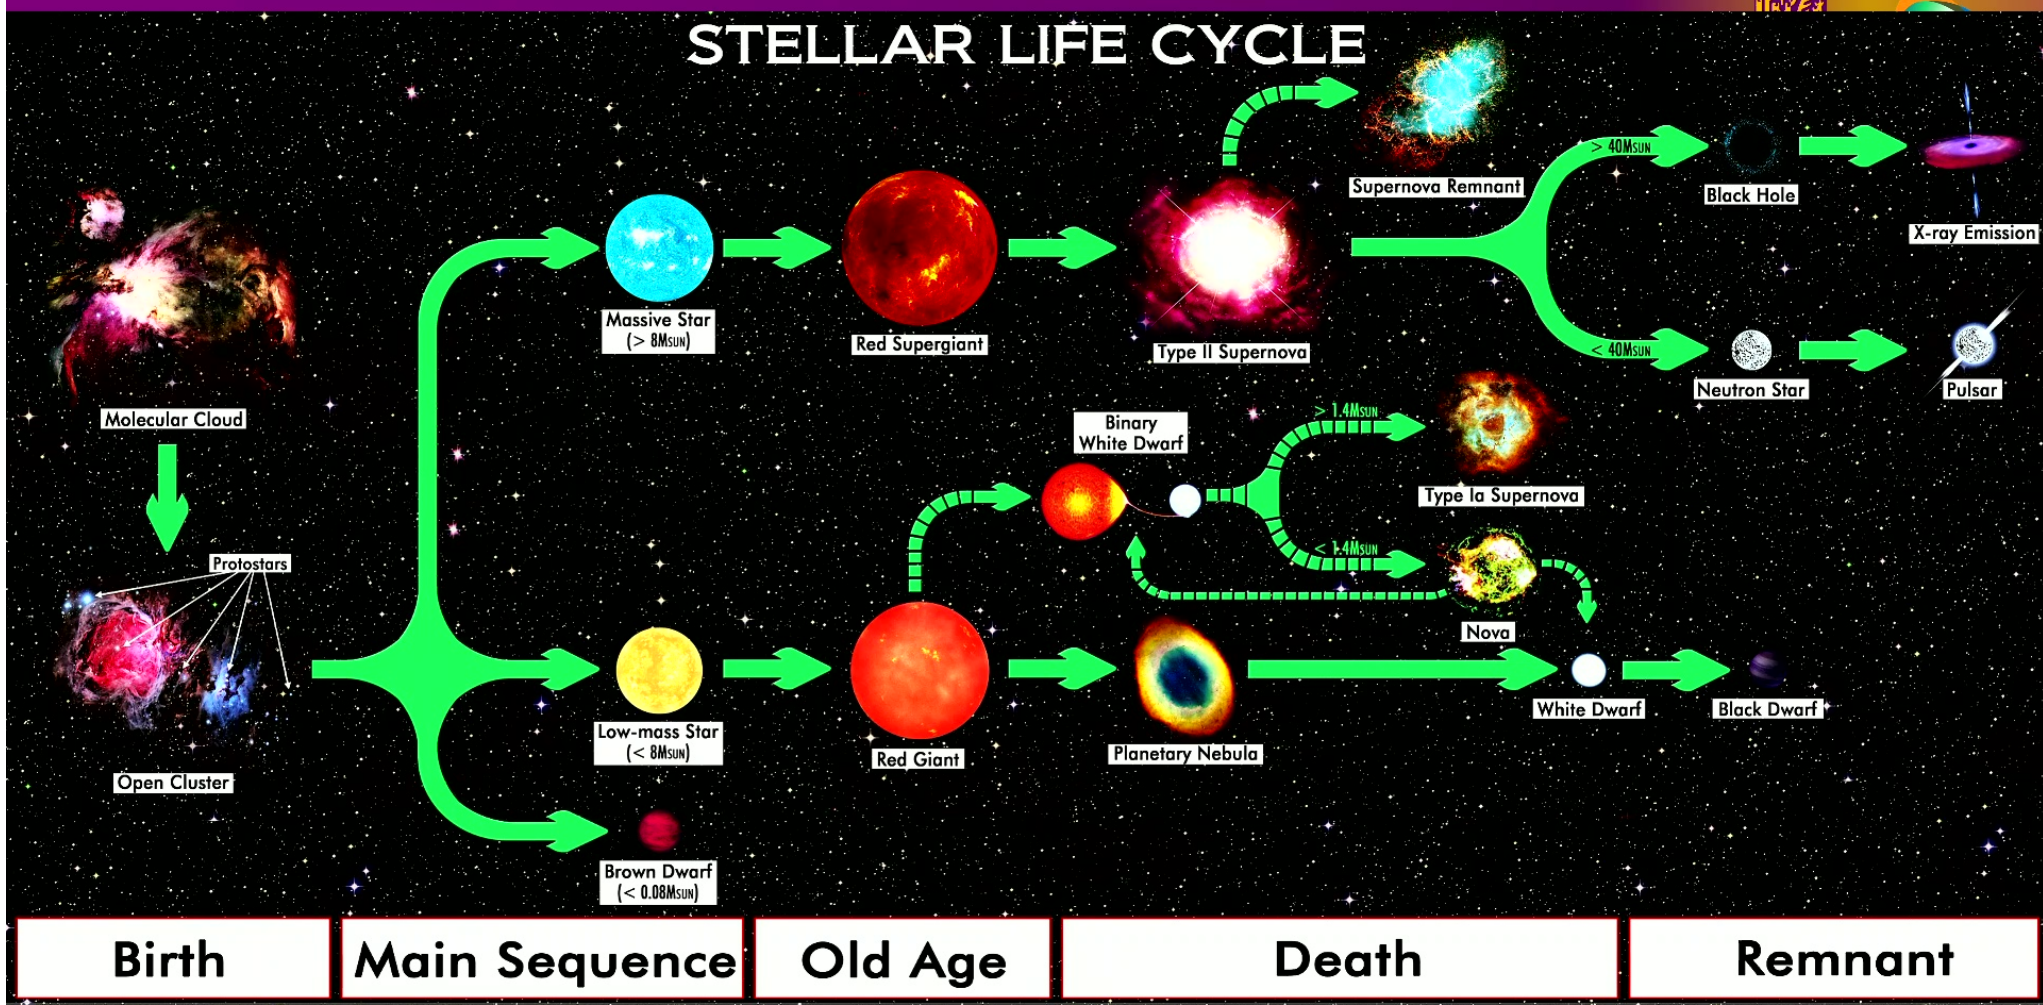 STELLAR LIFE CYCLE
Molecular Cloud
Protostars
Open Cluster
Massive Star
(> 8MSUN)
Low-mass Star
(< 8MSUN)
Brown Dwarf
(< 0.08MSUN)
Red Supergiant
Red Giant
Type II Supernova
Supernova Remnant
> 40MSUN
< 40MSUN
Black Hole
X-ray Emission
Neutron Star
Pulsar
Binary
White Dwarf
> 1.4MSUN
< 1.4MSUN
Type Ia Supernova
Nova
Planetary Nebula
White Dwarf
Black Dwarf
Birth
Main Sequence
Old Age
Death
Remnant